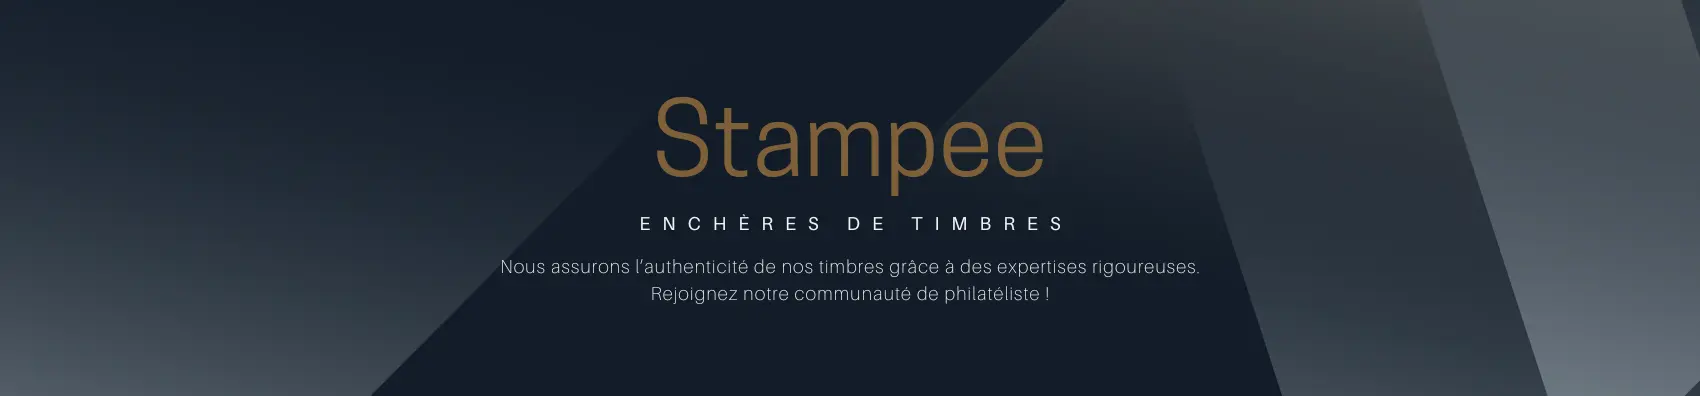 Stampee
ENCHÈRES DE TIMBRES
Nous assurons l’authenticité de nos timbres grâce à des expertises rigoureuses.
Rejoignez notre communauté de philatéliste !